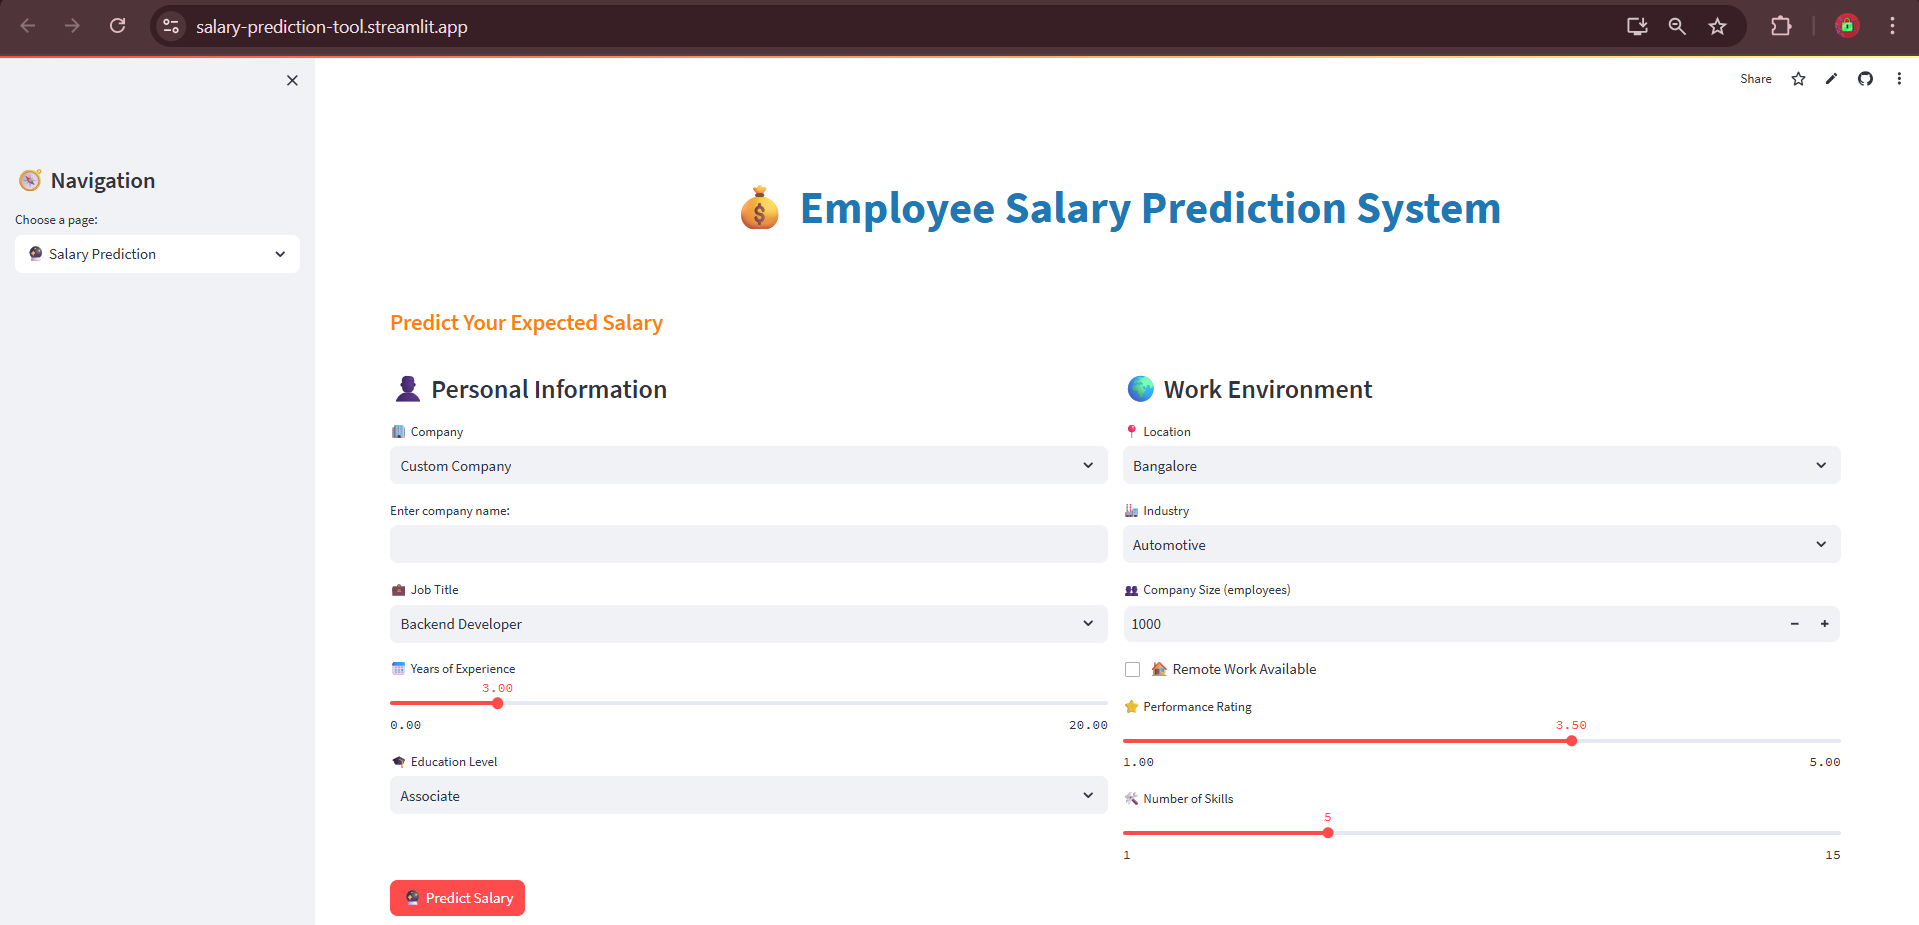 salary-prediction-tool.streamlit.app
Share
Navigation
Choose a page:
Salary Prediction
Employee Salary Prediction System
Predict Your Expected Salary
Personal Information
Company
Custom Company
Enter company name:
Job Title
Backend Developer
Years of Experience
3.00
0.00 20.00
Education Level
Associate
Predict Salary
Work Environment
Location
Bangalore
Industry
Automotive
Company Size (employees)
1000
Remote Work Available
Performance Rating
3.50
1.00 5.00
Number of Skills
5
1 15